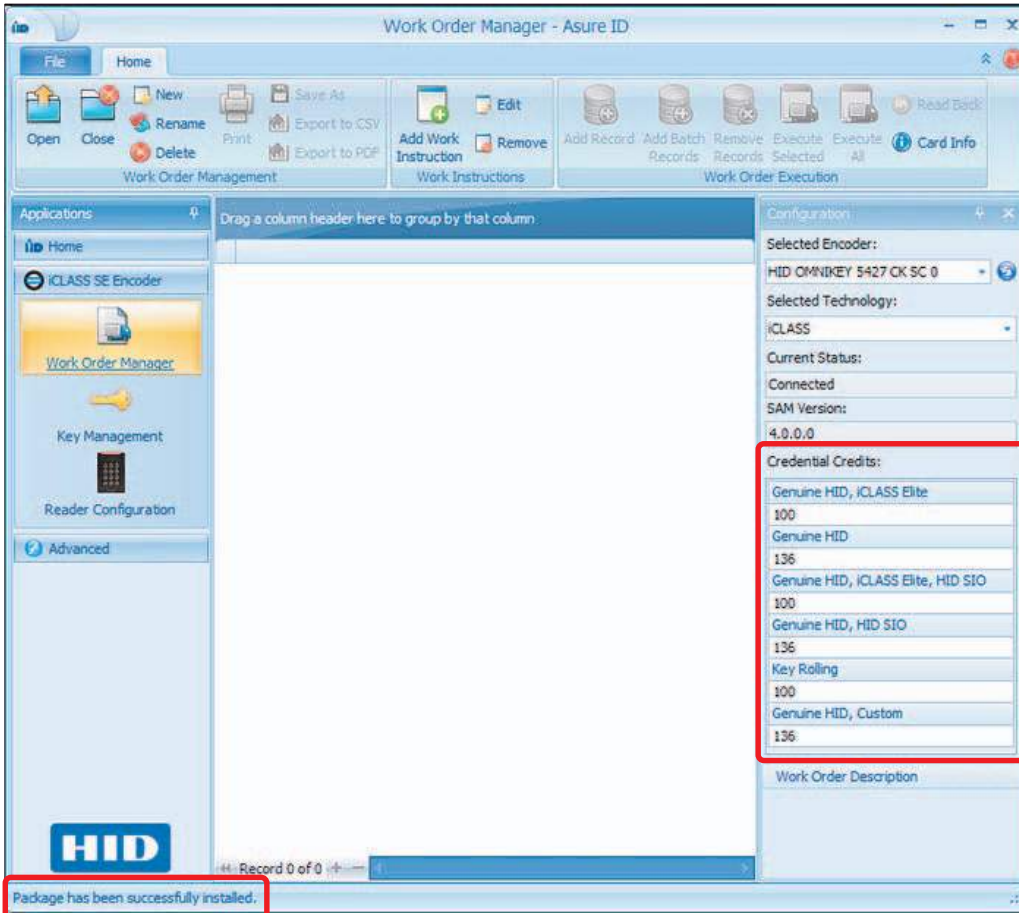 Work Order Manager - Asure ID
File
Home
Open
Close
New
Rename
Delete
Print
Save As
Export to CSV
Export to PDF
Work Order Management
Add Work
Instruction
Edit
Remove
Work Instructions
Add Record
Add Batch
Records
Remove
Records
Execute
Selected
Execute
All
Read Back
Card Info
Work Order Execution
Applications
HID Home
iCLASS SE Encoder
Work Order Manager
Key Management
Reader Configuration
Advanced
HID
Drag a column header here to group by that column
Record 0 of 0
Configuration
Selected Encoder:
HID OMNIKEY 5427 CK SC 0
Selected Technology:
iCLASS
Current Status:
Connected
SAM Version:
4.0.0.0
Credential Credits:
Genuine HID, iCLASS Elite
100
Genuine HID
136
Genuine HID, iCLASS Elite, HID SIO
100
Genuine HID, HID SIO
136
Key Rolling
100
Genuine HID, Custom
136
Work Order Description
Package has been successfully installed.